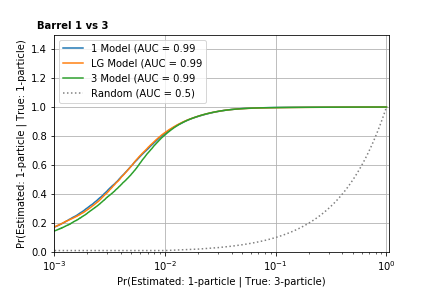 Barrel 1 vs 3
Pr(Estimated: 1-particle | True: 1-particle)
1.4
1.2
1.0
0.8
0.6
0.4
0.2
0.0
1 Model (AUC = 0.99
LG Model (AUC = 0.99
3 Model (AUC = 0.99
Random (AUC = 0.5)
10⁻³
10⁻²
10⁻¹
10⁰
Pr(Estimated: 1-particle | True: 3-particle)